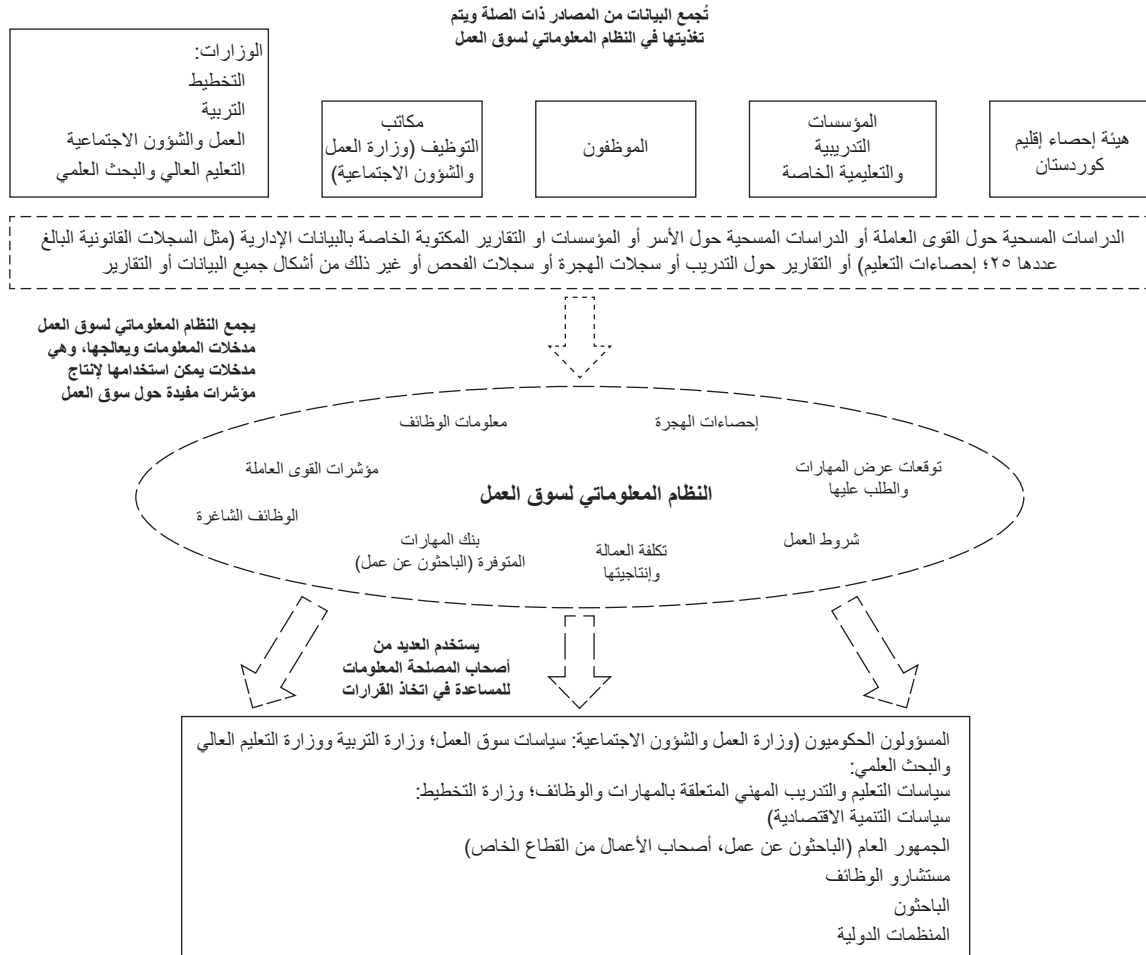 تُجمع البيانات من المصادر ذات الصلة ويتم
تغذيتها في النظام المعلوماتي لسوق العمل
هيئة إحصاء إقليم
كوردستان
المؤسسات
التدريبية
والتعليمية الخاصة
الموظفون
مكاتب
التوظيف (وزارة العمل
والشؤون الاجتماعية)
الوزارات:
التخطيط
التربية
العمل والشؤون الاجتماعية
التعليم العالي والبحث العلمي
الدراسات المسحية حول القوى العاملة أو الدراسات المسحية حول الأسر أو المؤسسات او التقارير المكتوبة الخاصة بالبيانات الإدارية (مثل السجلات القانونية البالغ
عددها ٢٥؛ إحصاءات التعليم) أو التقارير حول التدريب أو سجلات الهجرة أو سجلات الفحص أو غير ذلك من أشكال جميع البيانات أو التقارير
يجمع النظام المعلوماتي لسوق العمل
مدخلات المعلومات ويعالجها، وهي
مدخلات يمكن استخدامها لإنتاج
مؤشرات مفيدة حول سوق العمل
إحصاءات الهجرة
معلومات الوظائف
توقعات عرض المهارات
والطلب عليها
مؤشرات القوى العاملة
النظام المعلوماتي لسوق العمل
الوظائف الشاغرة
شروط العمل
تكلفة العمالة
وإنتاجيتها
بنك المهارات
المتوفرة (الباحثون عن عمل)
يستخدم العديد من
أصحاب المصلحة المعلومات
للمساعدة في اتخاذ القرارات
المسؤولون الحكوميون (وزارة العمل والشؤون الاجتماعية: سياسات سوق العمل؛ وزارة التربية ووزارة التعليم العالي
والبحث العلمي:
سياسات التعليم والتدريب المهني المتعلقة بالمهارات والوظائف؛ وزارة التخطيط:
سياسات التنمية الاقتصادية)
الجمهور العام (الباحثون عن عمل، أصحاب الأعمال من القطاع الخاص)
مستشارو الوظائف
الباحثون
المنظمات الدولية